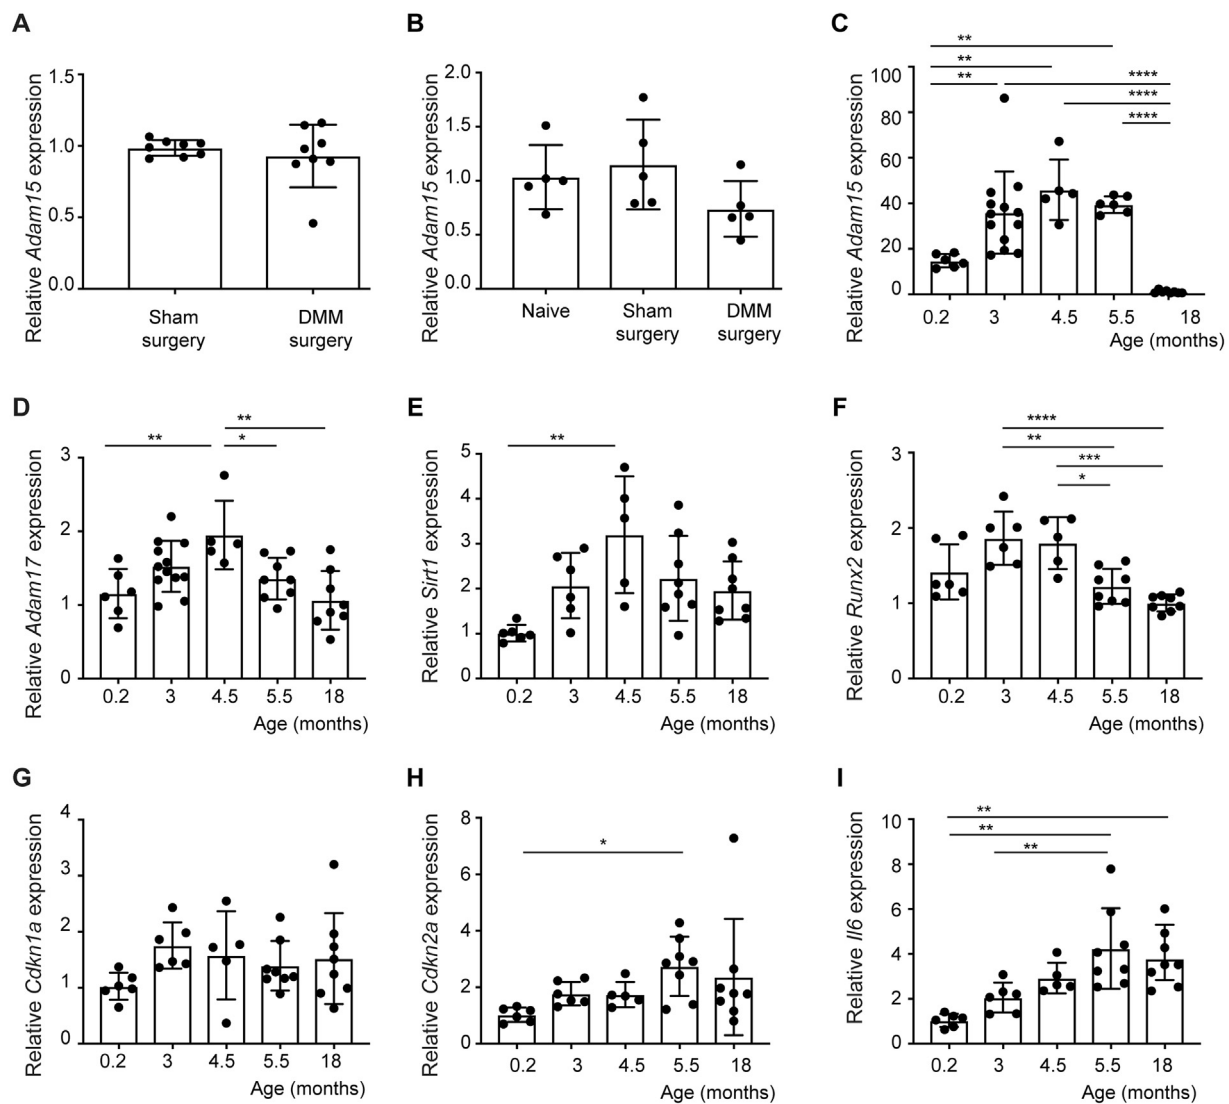 A
Relative Adam15 expression
1.5
1.0
0.5
0.0
Sham
surgery
DMM
surgery
B
Relative Adam15 expression
2.0
1.5
1.0
0.5
0.0
Naive
Sham
surgery
DMM
surgery
C
Relative Adam15 expression
**
**
**
****
****
****
100
80
60
40
20
0
0.2 3 4.5 5.5 18
Age (months)
D
Relative Adam17 expression
**
**
*
3
2
1
0
0.2 3 4.5 5.5 18
Age (months)
E
Relative Sirt1 expression
**
5
4
3
2
1
0
0.2 3 4.5 5.5 18
Age (months)
F
Relative Runx2 expression
****
**
***
*
3
2
1
0
0.2 3 4.5 5.5 18
Age (months)
G
Relative Cdkn1a expression
4
3
2
1
0
0.2 3 4.5 5.5 18
Age (months)
H
Relative Cdkn2a expression
*
8
6
4
2
0
0.2 3 4.5 5.5 18
Age (months)
I
Relative Il6 expression
**
**
**
10
8
6
4
2
0
0.2 3 4.5 5.5 18
Age (months)